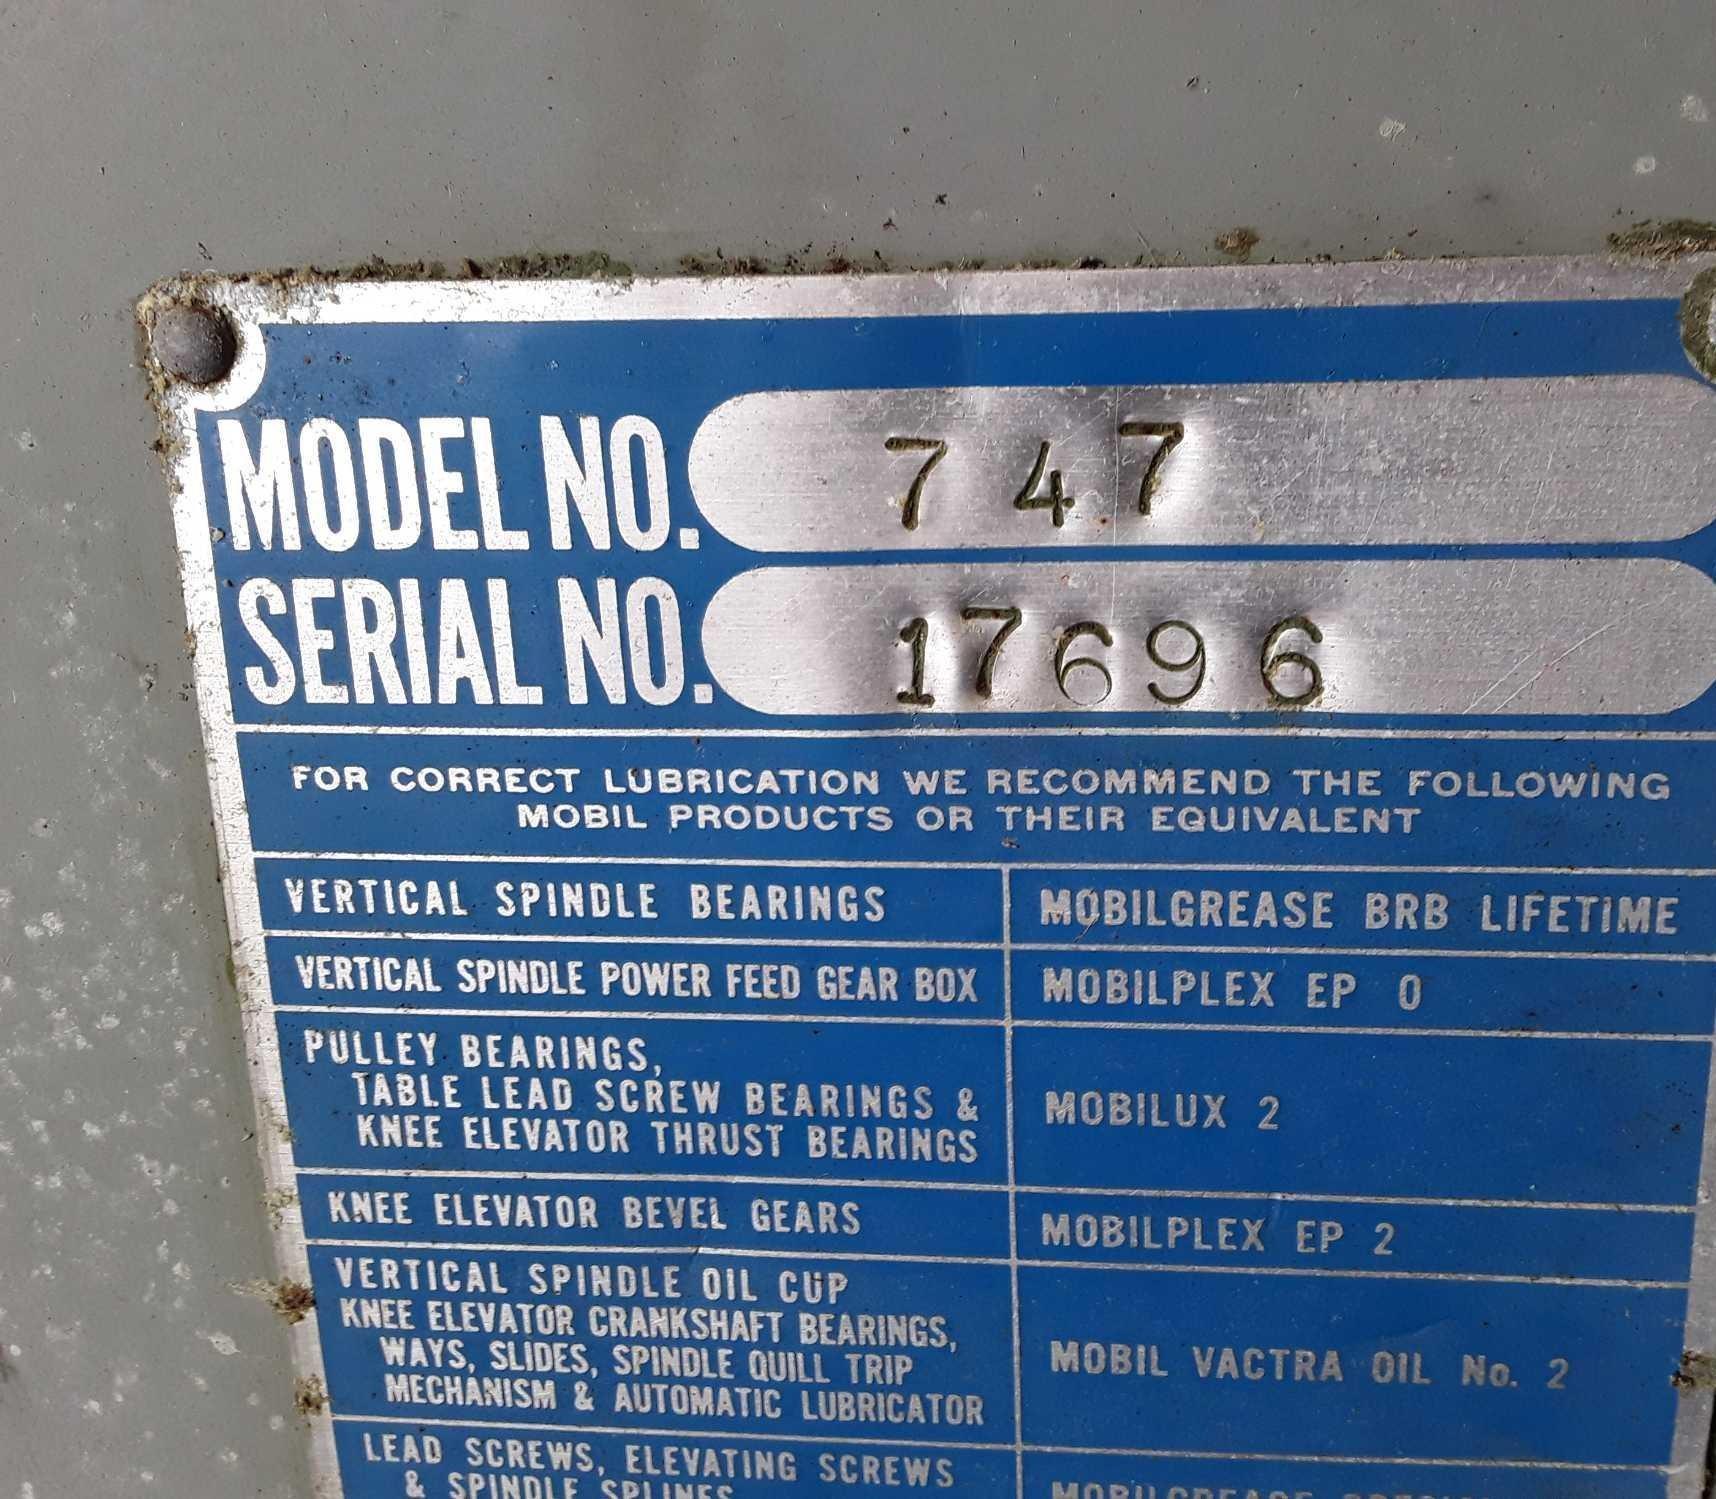 MODEL NO. 747
SERIAL NO. 17696
FOR CORRECT LUBRICATION WE RECOMMEND THE FOLLOWING
MOBIL PRODUCTS OR THEIR EQUIVALENT
VERTICAL SPINDLE BEARINGS MOBILGREASE BRB LIFETIME
VERTICAL SPINDLE POWER FEED GEAR BOX MOBILPLEX EP 0
PULLEY BEARINGS,
TABLE LEAD SCREW BEARINGS &
KNEE ELEVATOR THRUST BEARINGS
MOBILUX 2
KNEE ELEVATOR BEVEL GEARS MOBILPLEX EP 2
VERTICAL SPINDLE OIL CUP
KNEE ELEVATOR CRANKSHAFT BEARINGS,
WAYS, SLIDES, SPINDLE QUILL TRIP
MECHANISM & AUTOMATIC LUBRICATOR
MOBIL VACTRA OIL No. 2
LEAD SCREWS, ELEVATING SCREWS
& SPINDLE SPLINES
MOBILGREASE